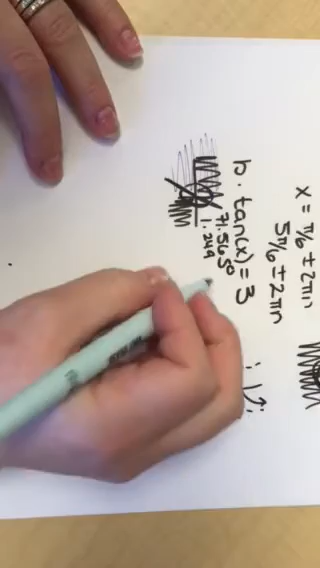 x = π/6 ± 2πn
5π/6 ± 2πn
b. tan(x) = 3
71.565°
1.249